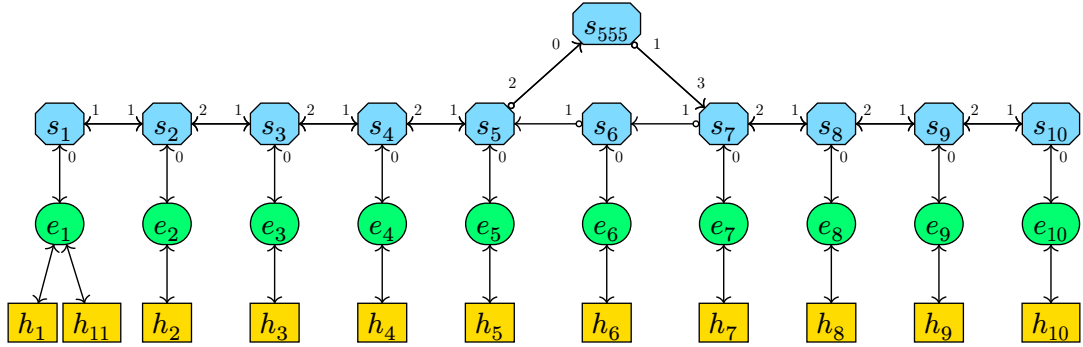 s555
0 1
2 3
1 1 2 1 2 1 2 1 1 1 2 1 2 1 2 1
s1 s2 s3 s4 s5 s6 s7 s8 s9 s10
0 0 0 0 0 0 0 0 0 0
e1 e2 e3 e4 e5 e6 e7 e8 e9 e10
h1 h11 h2 h3 h4 h5 h6 h7 h8 h9 h10